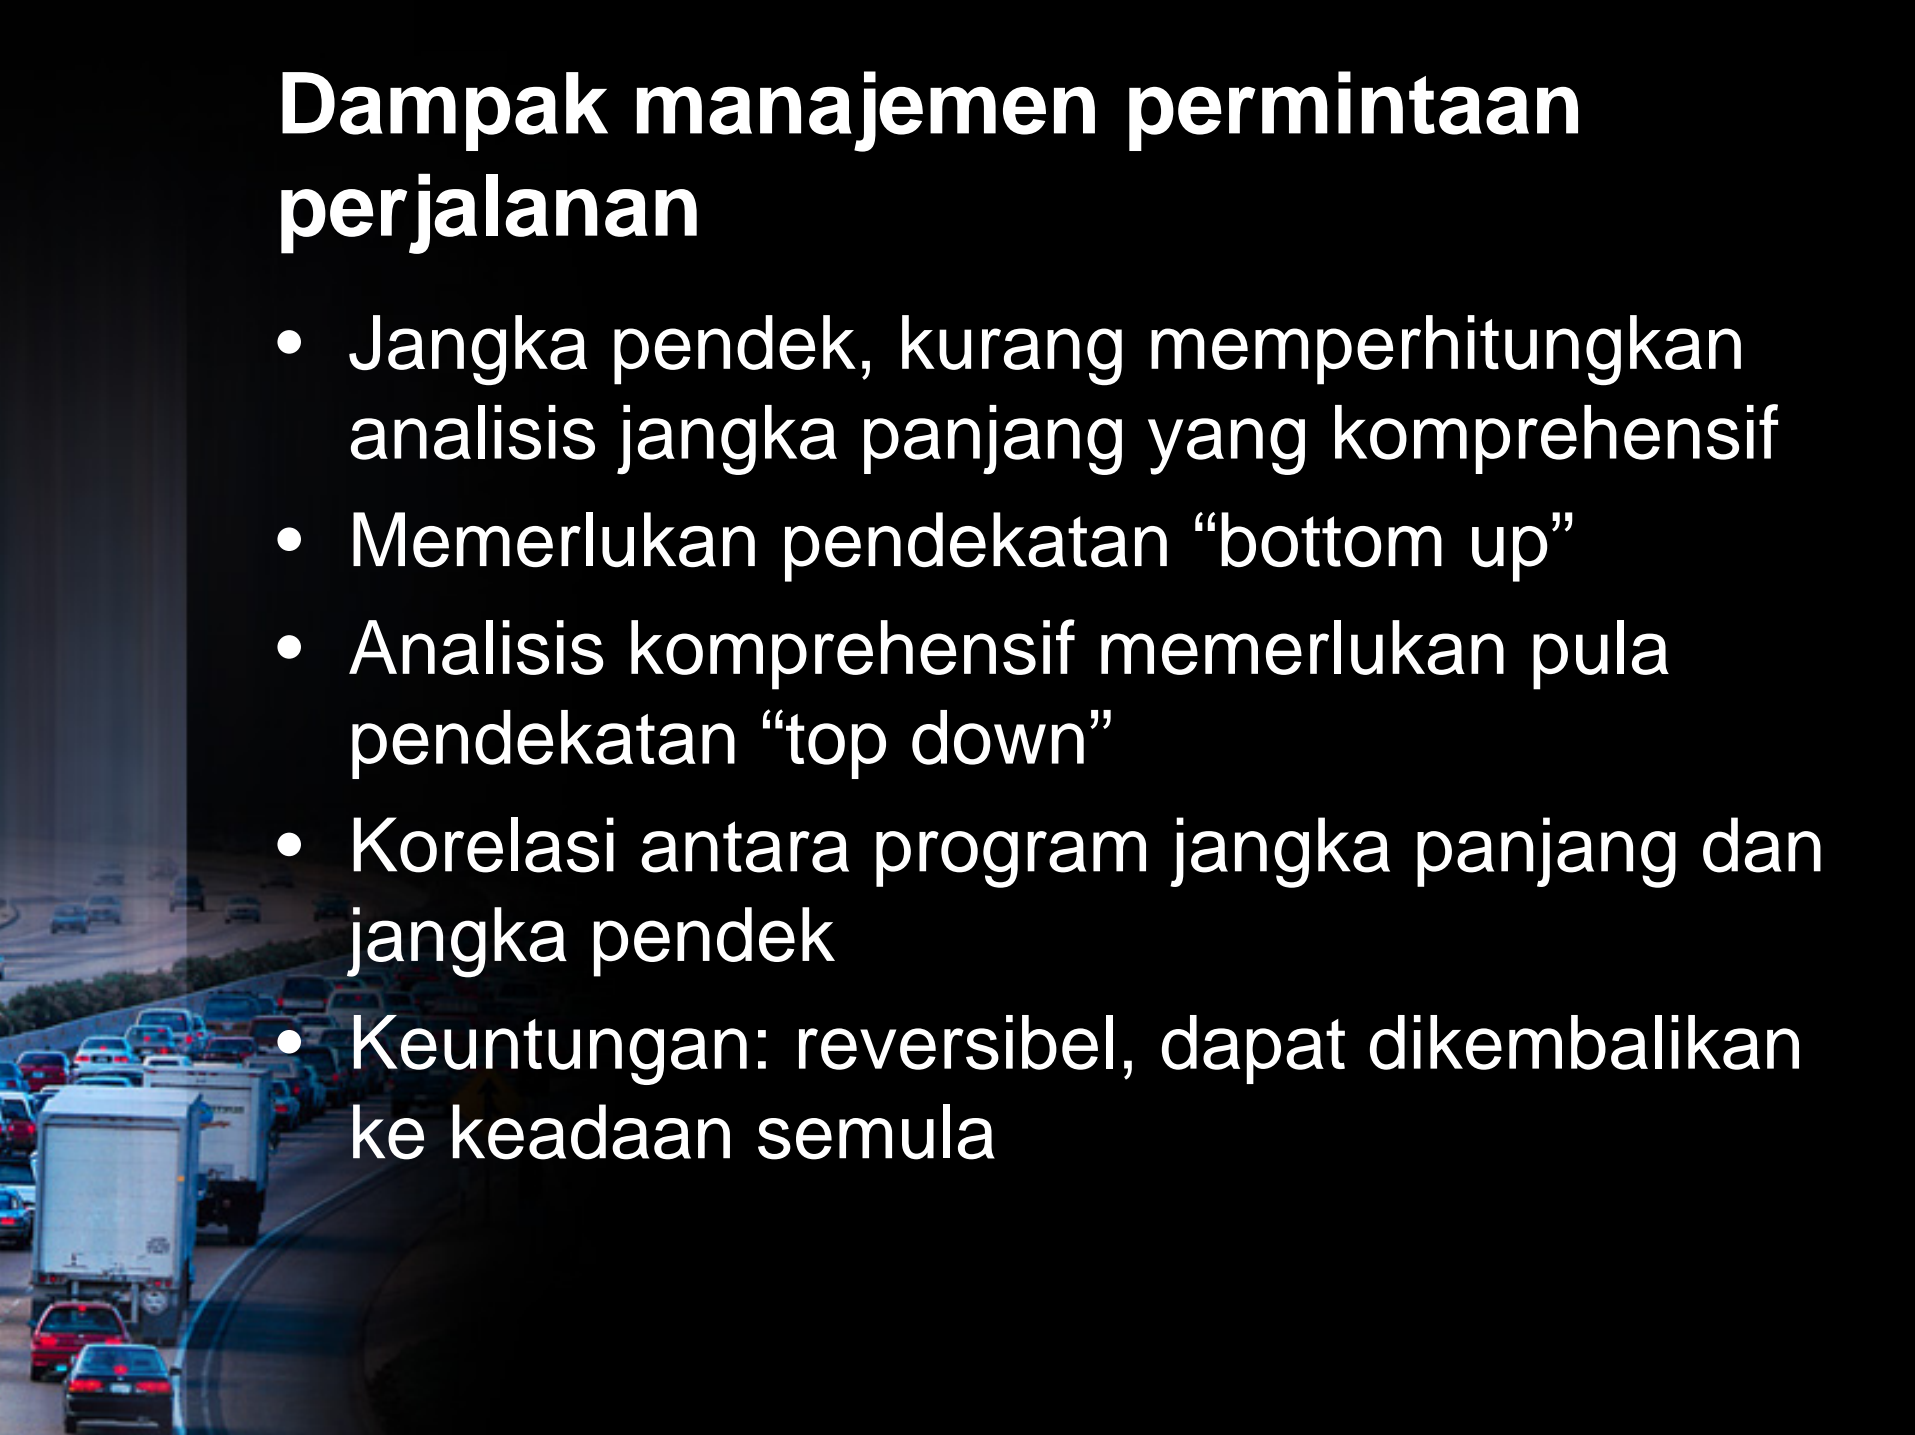 Dampak manajemen permintaan
perjalanan
• Jangka pendek, kurang memperhitungkan
analisis jangka panjang yang komprehensif
• Memerlukan pendekatan “bottom up”
• Analisis komprehensif memerlukan pula
pendekatan “top down”
• Korelasi antara program jangka panjang dan
jangka pendek
• Keuntungan: reversibel, dapat dikembalikan
ke keadaan semula